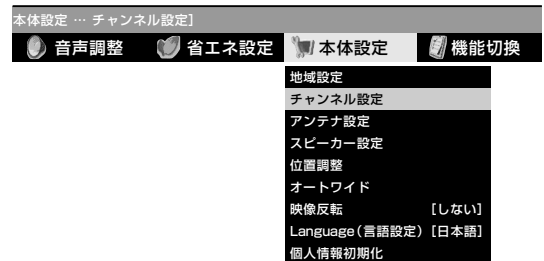 本体設定 … チャンネル設定]
音声調整 省エネ設定 本体設定 機能切換
地域設定
チャンネル設定
アンテナ設定
スピーカー設定
位置調整
オートワイド
映像反転 [しない]
Language(言語設定) [日本語]
個人情報初期化